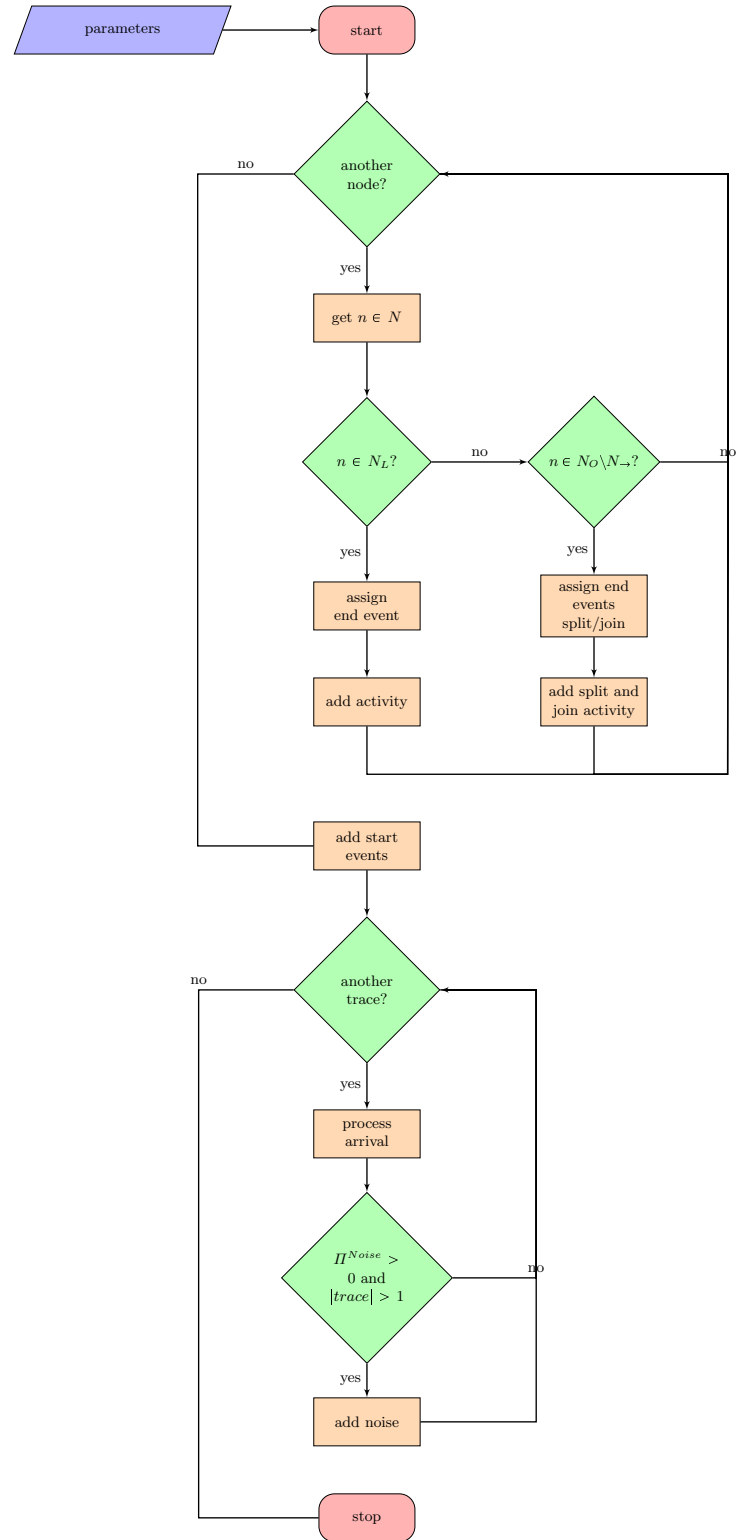 parameters
start
another
node?
no
yes
get n ∈ N
n ∈ N_L?
no
n ∈ N_O\N_→?
no
yes
yes
assign
end event
assign end
events
split/join
add activity
add split and
join activity
add start
events
another
trace?
no
yes
process
arrival
Π^{Noise} >
0 and
|trace| > 1
no
yes
add noise
stop